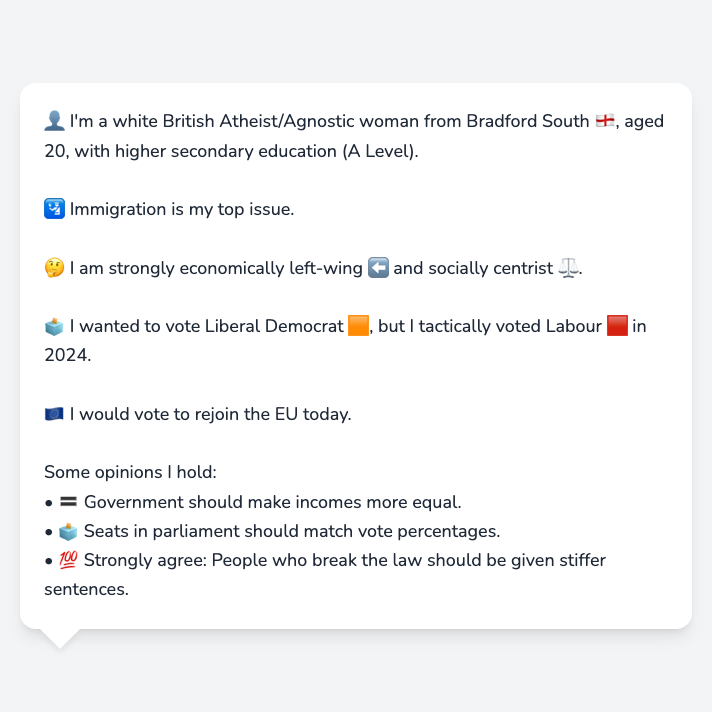 👤 I'm a white British Atheist/Agnostic woman from Bradford South 🏴󠁧󠁢󠁥󠁮󠁧󠁿, aged
20, with higher secondary education (A Level).
🛂 Immigration is my top issue.
🤔 I am strongly economically left-wing ⬅️ and socially centrist ⚖️.
🗳️ I wanted to vote Liberal Democrat 🟧, but I tactically voted Labour 🟥 in
2024.
🇪🇺 I would vote to rejoin the EU today.
Some opinions I hold:
• 🟰 Government should make incomes more equal.
• 🗳️ Seats in parliament should match vote percentages.
• 💯 Strongly agree: People who break the law should be given stiffer
sentences.